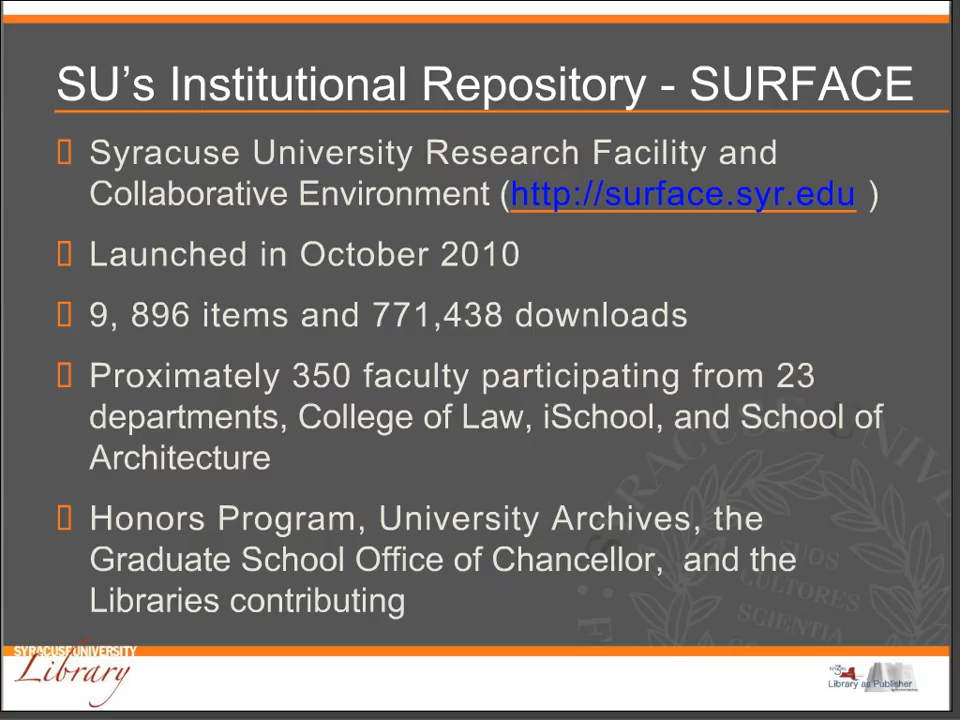 SU's Institutional Repository - SURFACE
Syracuse University Research Facility and
Collaborative Environment (http://surface.syr.edu )
Launched in October 2010
9, 896 items and 771,438 downloads
Proximately 350 faculty participating from 23
departments, College of Law, iSchool, and School of
Architecture
Honors Program, University Archives, the
Graduate School Office of Chancellor, and the
Libraries contributing
SUOS
CULTORES
SCIENTIA
SYRACUSE UNIVERSITY
Library
Library as Publisher